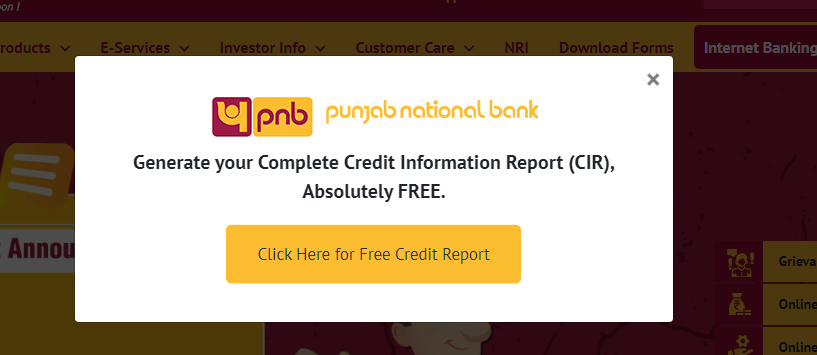 oon !
roducts
E-Services
Investor Info
Customer Care
NRI
Download Forms
Internet Banking
×
प pnb punjab national bank
Generate your Complete Credit Information Report (CIR),
Absolutely FREE.
Click Here for Free Credit Report
t Annou
Grieva
Online
Online